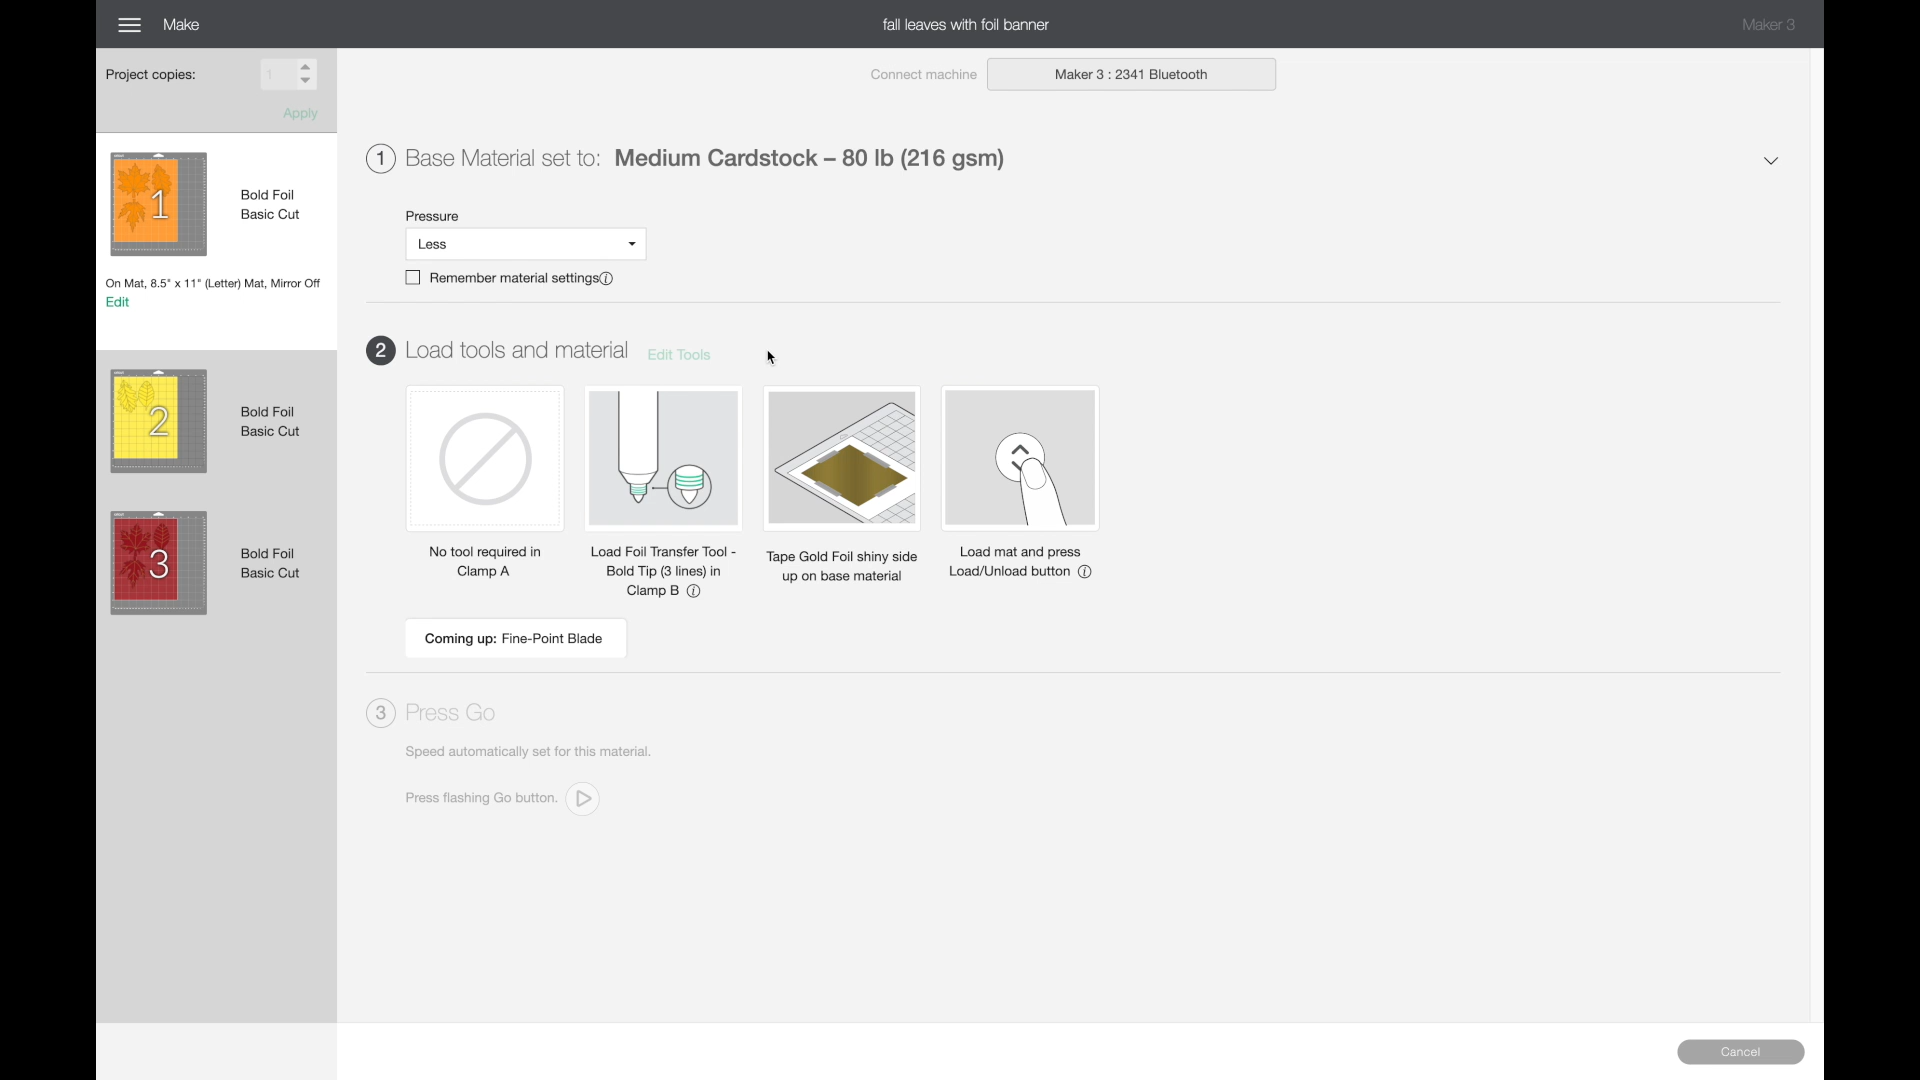 Make
fall leaves with foil banner
Maker 3
Project copies:
1
Apply
Connect machine
Maker 3 : 2341 Bluetooth
1
Bold Foil
Basic Cut
On Mat, 8.5" x 11" (Letter) Mat, Mirror Off
Edit
2
Bold Foil
Basic Cut
3
Bold Foil
Basic Cut
1 Base Material set to: Medium Cardstock – 80 lb (216 gsm)
Pressure
Less
Remember material settings
2 Load tools and material Edit Tools
No tool required in
Clamp A
Load Foil Transfer Tool -
Bold Tip (3 lines) in
Clamp B
Tape Gold Foil shiny side
up on base material
Load mat and press
Load/Unload button
Coming up: Fine-Point Blade
3 Press Go
Speed automatically set for this material.
Press flashing Go button.
Cancel